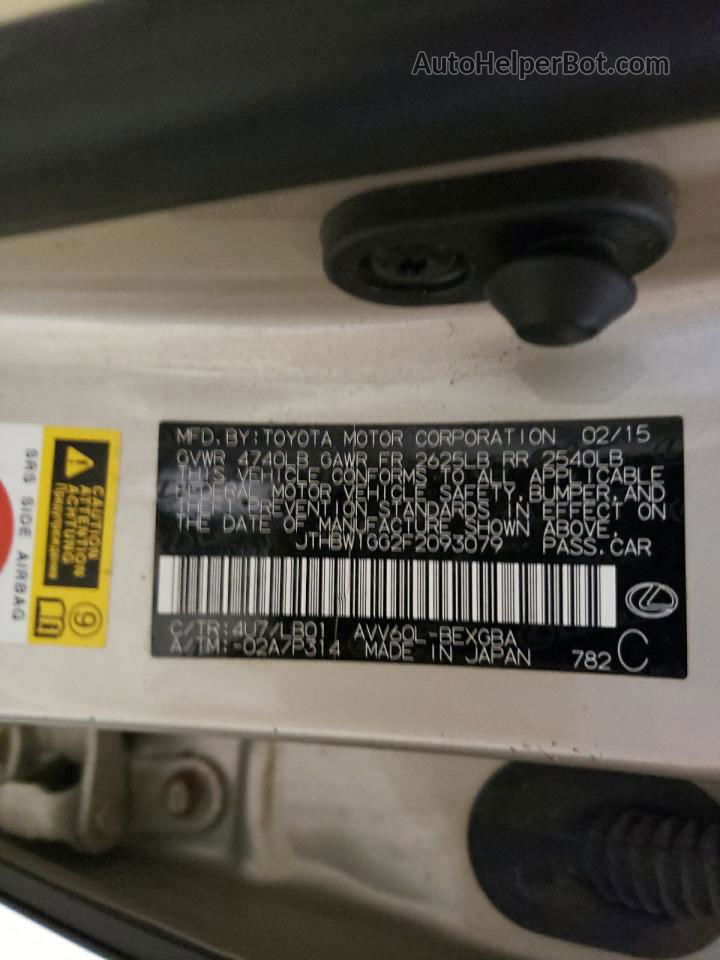 AutoHelperBot.com
MFD. BY: TOYOTA MOTOR CORPORATION 02/15
GVWR 4740LB GAWR FR 2625LB RR 2540LB
THIS VEHICLE CONFORMS TO ALL APPLICABLE
FEDERAL MOTOR VEHICLE SAFETY, BUMPER, AND
THEFT PREVENTION STANDARDS IN EFFECT ON
THE DATE OF MANUFACTURE SHOWN ABOVE.
JTHBW1GG2F2093079 PASS. CAR
C/TR: 4U7/LB01 AVV60L-BEXGBA
A/TM: -02A/P314 MADE IN JAPAN 782 C
SRS SIDE AIRBAG
CAUTION
ATTENTION
ACHTUNG
9